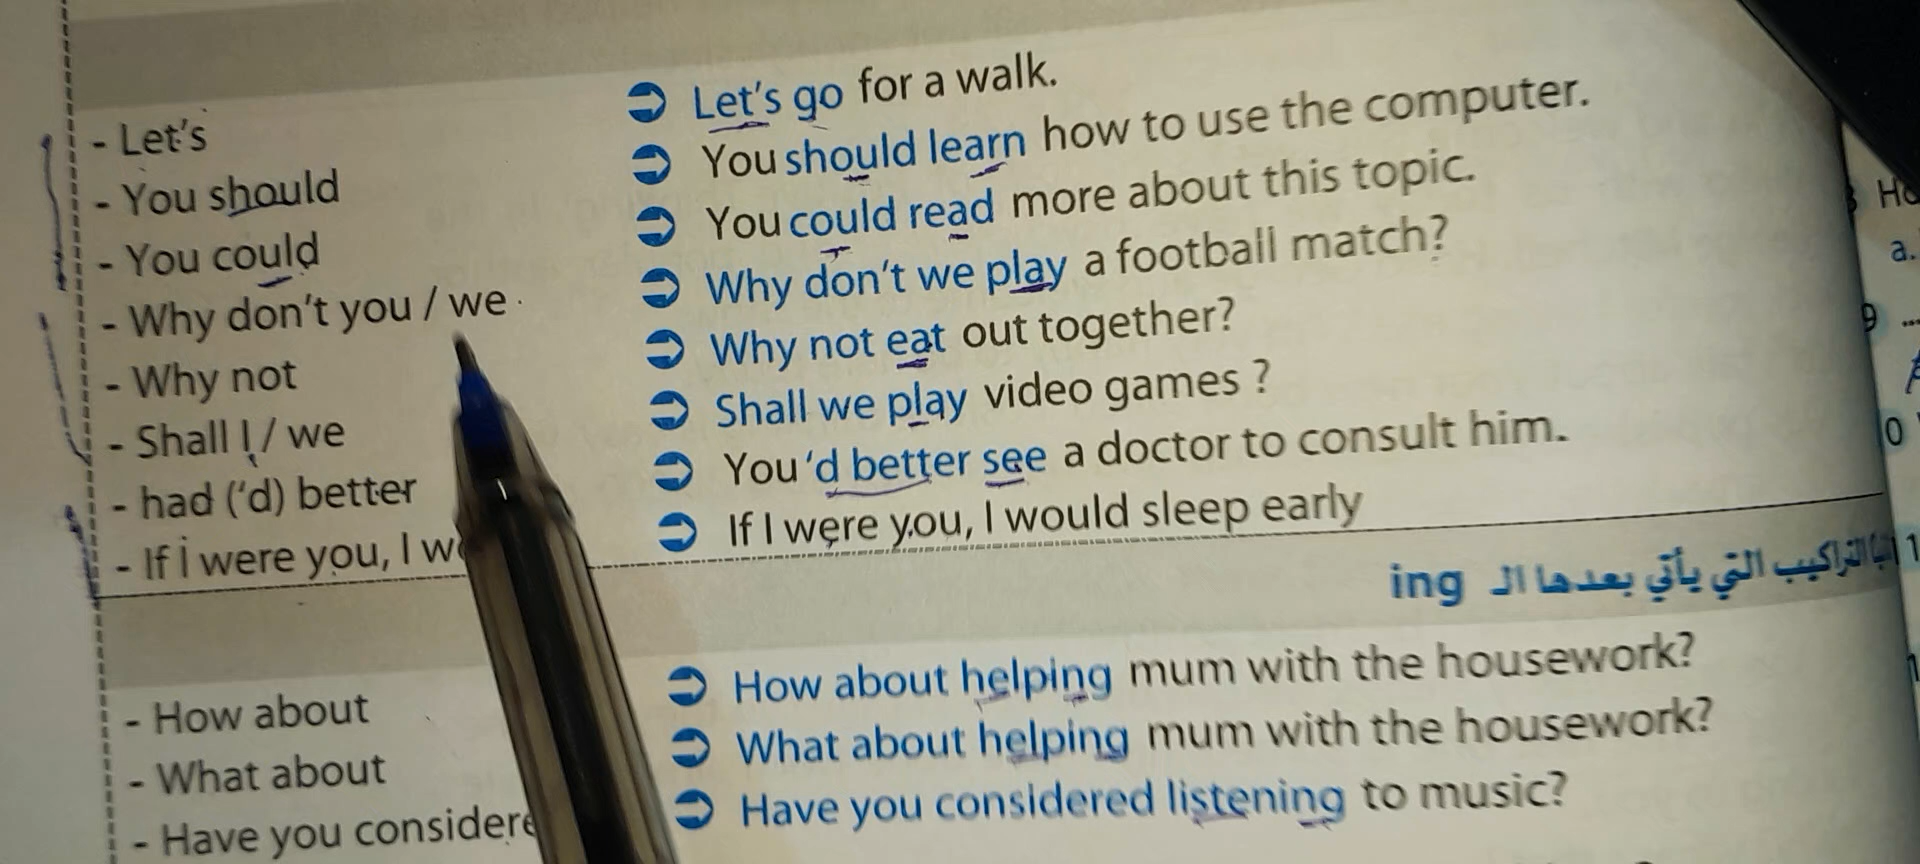 - Let's
Let's go for a walk.
- You should
You should learn how to use the computer.
- You could
You could read more about this topic.
- Why don't you / we
Why don't we play a football match?
- Why not
Why not eat out together?
- Shall I / we
Shall we play video games ?
- had ('d) better
You 'd better see a doctor to consult him.
- If I were you, I
If I were you, I would sleep early
التراكيب التي يأتي بعدها الـ ing
- How about
How about helping mum with the housework?
- What about
What about helping mum with the housework?
- Have you
Have you considered listening to music?
a.
9 ...
0